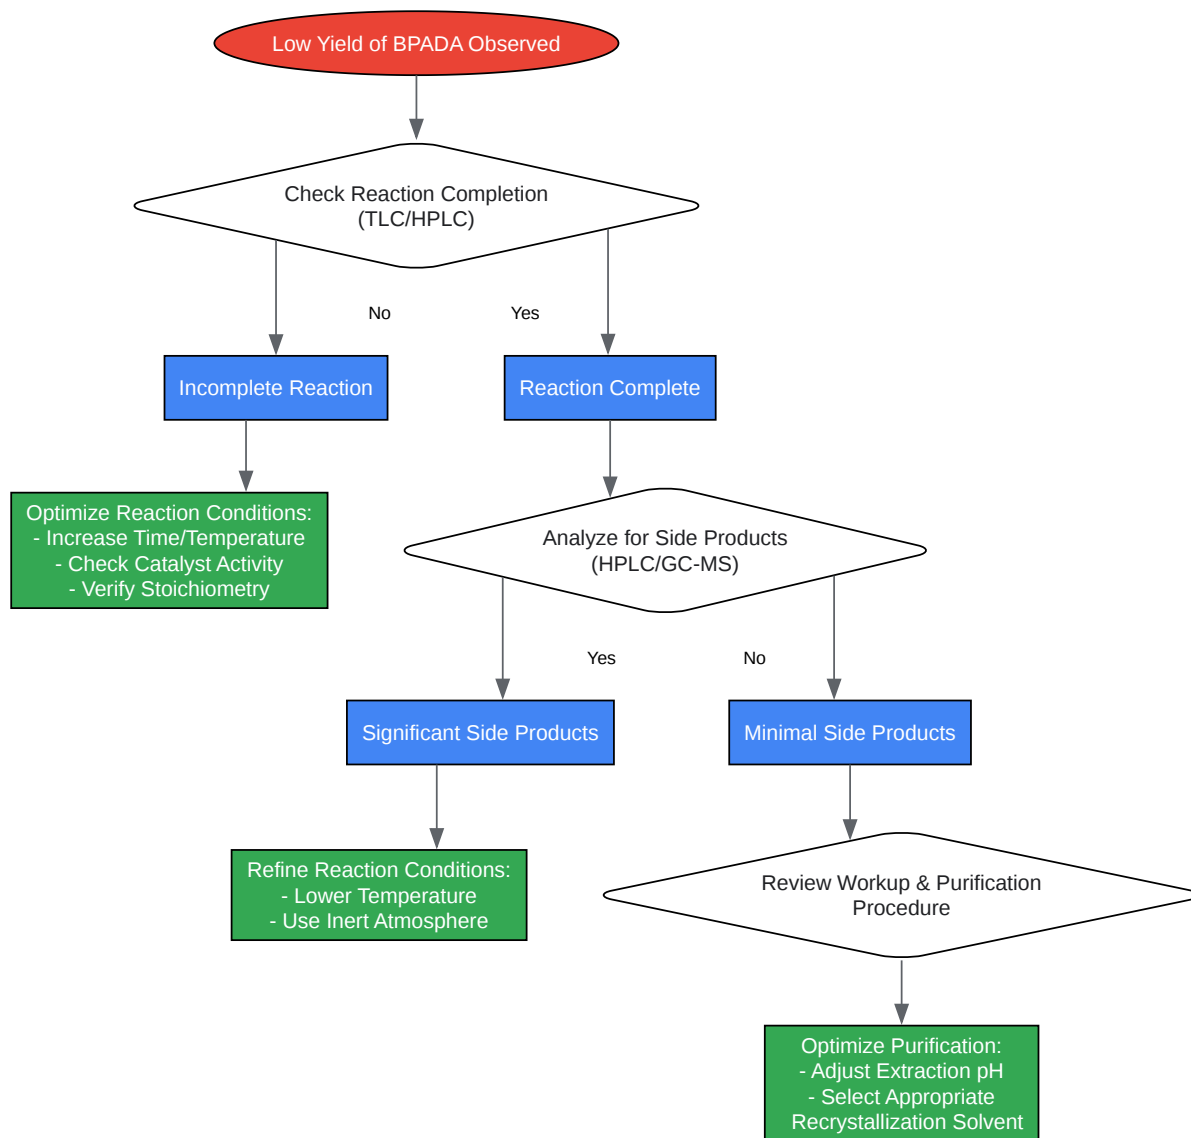 Low Yield of BPADA Observed
Check Reaction Completion
(TLC/HPLC)
No
Yes
Incomplete Reaction
Reaction Complete
Optimize Reaction Conditions:
- Increase Time/Temperature
- Check Catalyst Activity
- Verify Stoichiometry
Analyze for Side Products
(HPLC/GC-MS)
Yes
No
Significant Side Products
Minimal Side Products
Refine Reaction Conditions:
- Lower Temperature
- Use Inert Atmosphere
Review Workup & Purification
Procedure
Optimize Purification:
- Adjust Extraction pH
- Select Appropriate
Recrystallization Solvent